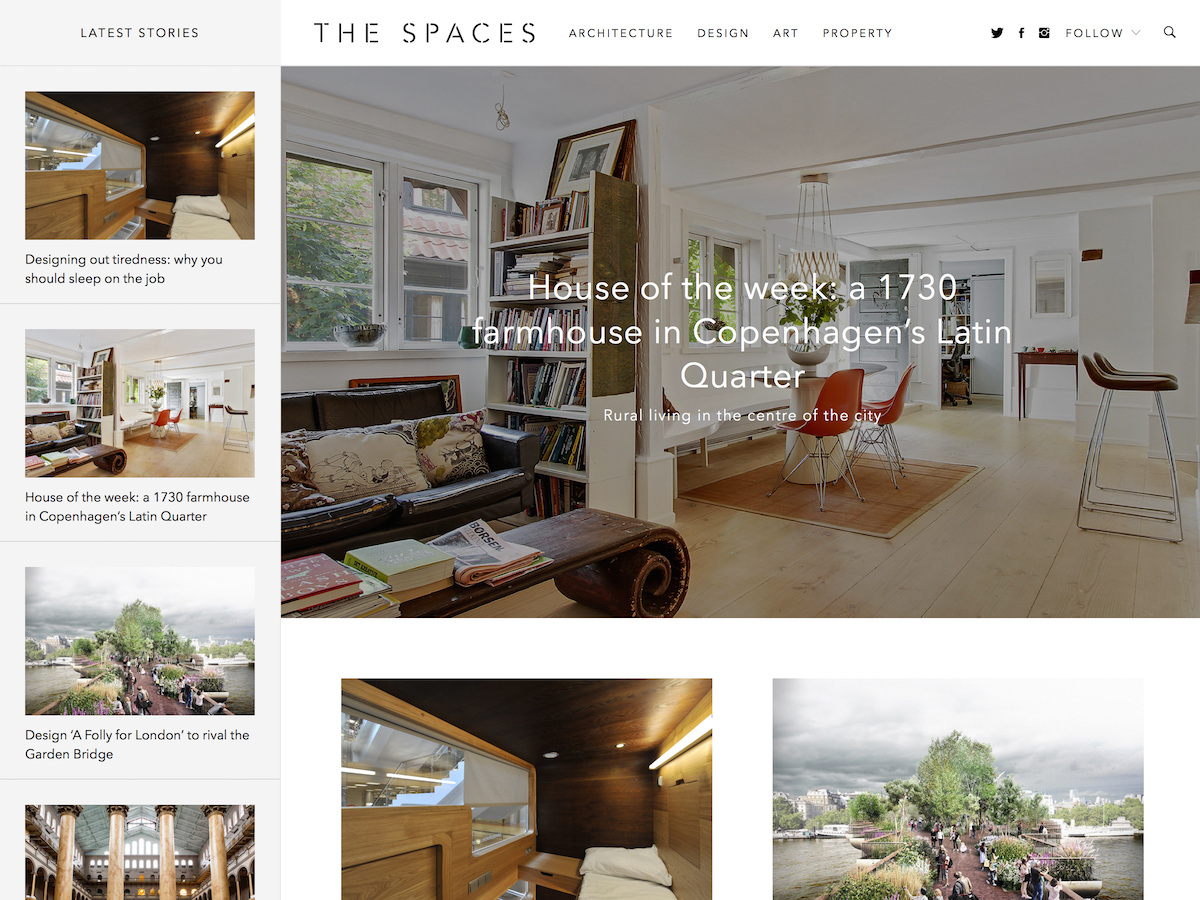 LATEST STORIES
THE SPACES
ARCHITECTURE
DESIGN
ART
PROPERTY
FOLLOW
Designing out tiredness: why you
should sleep on the job
House of the week: a 1730 farmhouse
in Copenhagen’s Latin Quarter
Design ‘A Folly for London’ to rival the
Garden Bridge
House of the week: a 1730
farmhouse in Copenhagen’s Latin
Quarter
Rural living in the centre of the city
BORSEN